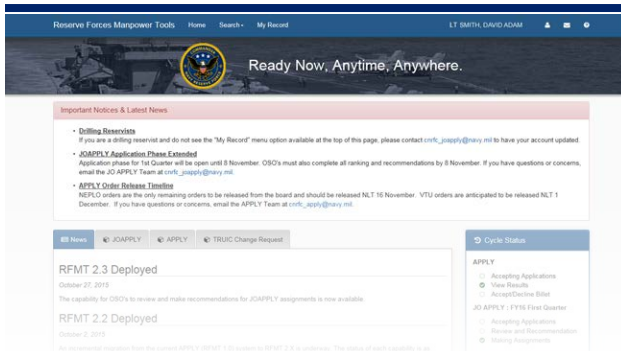 Reserve Forces Manpower Tools Home Search My Record LT SMITH, DAVID ADAM
Ready Now, Anytime, Anywhere.
Important Notices & Latest News
• Drilling Reservists
If you are a drilling reservist and do not see the "My Record" menu option available at the top of this page, please contact cnrfc_joapply@navy.mil to have your account updated.
• JOAPPLY Application Phase Extended
Application phase for 1st Quarter will be open until 8 November. OSO's must also complete all ranking and recommendations by 8 November. If you have questions or concerns,
email the JO APPLY Team at cnrfc_joapply@navy.mil.
• APPLY Order Release Timeline
NEPLO orders are the only remaining orders to be released from the board and should be released NLT 16 November. VTU orders are anticipated to be released NLT 1
December. If you have questions or concerns, email the APPLY Team at cnrfc_apply@navy.mil.
News JOAPPLY APPLY TRUIC Change Request
RFMT 2.3 Deployed
October 27, 2015
The capability for OSO's to review and make recommendations for JOAPPLY assignments is now available.
RFMT 2.2 Deployed
October 2, 2015
Cycle Status
APPLY
Accepting Applications
View Results
Accept/Decline Billet
JO APPLY : FY16 First Quarter
Accepting Applications
Review and Recommendation
Making Assignments